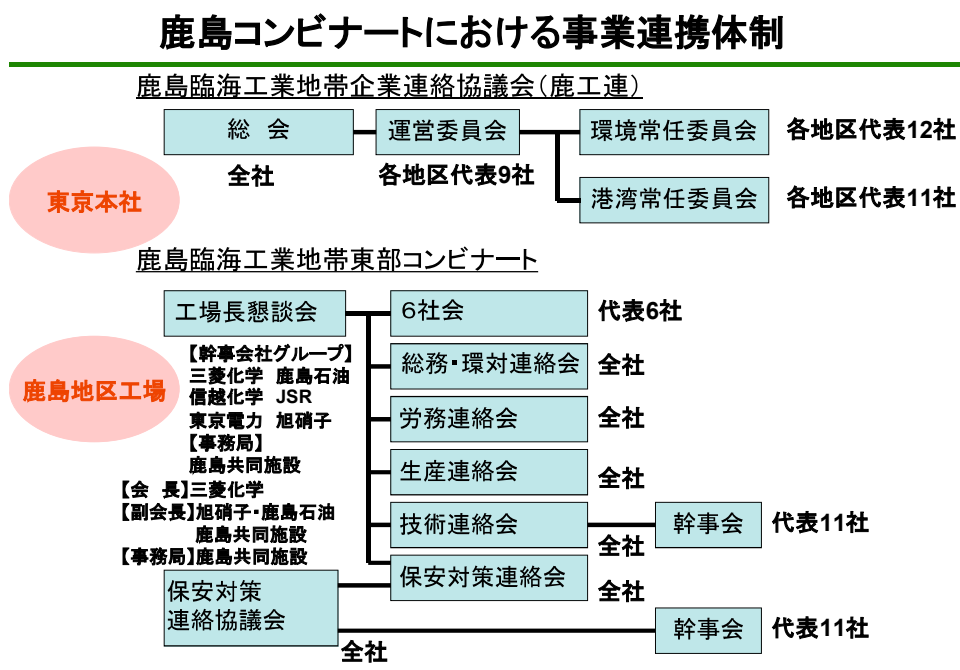 鹿島コンビナートにおける事業連携体制
鹿島臨海工業地帯企業連絡協議会(鹿工連)
総 会
運営委員会
環境常任委員会
各地区代表12社
全社
各地区代表9社
港湾常任委員会
各地区代表11社
東京本社
鹿島臨海工業地帯東部コンビナート
工場長懇談会
6社会
代表6社
【幹事会社グループ】
三菱化学 鹿島石油
信越化学 JSR
東京電力 旭硝子
【事務局】
鹿島共同施設
鹿島地区工場
総務・環対連絡会
全社
労務連絡会
全社
生産連絡会
全社
【会 長】三菱化学
【副会長】旭硝子・鹿島石油
鹿島共同施設
【事務局】鹿島共同施設
技術連絡会
全社
幹事会
代表11社
保安対策連絡会
全社
保安対策
連絡協議会
全社
幹事会
代表11社